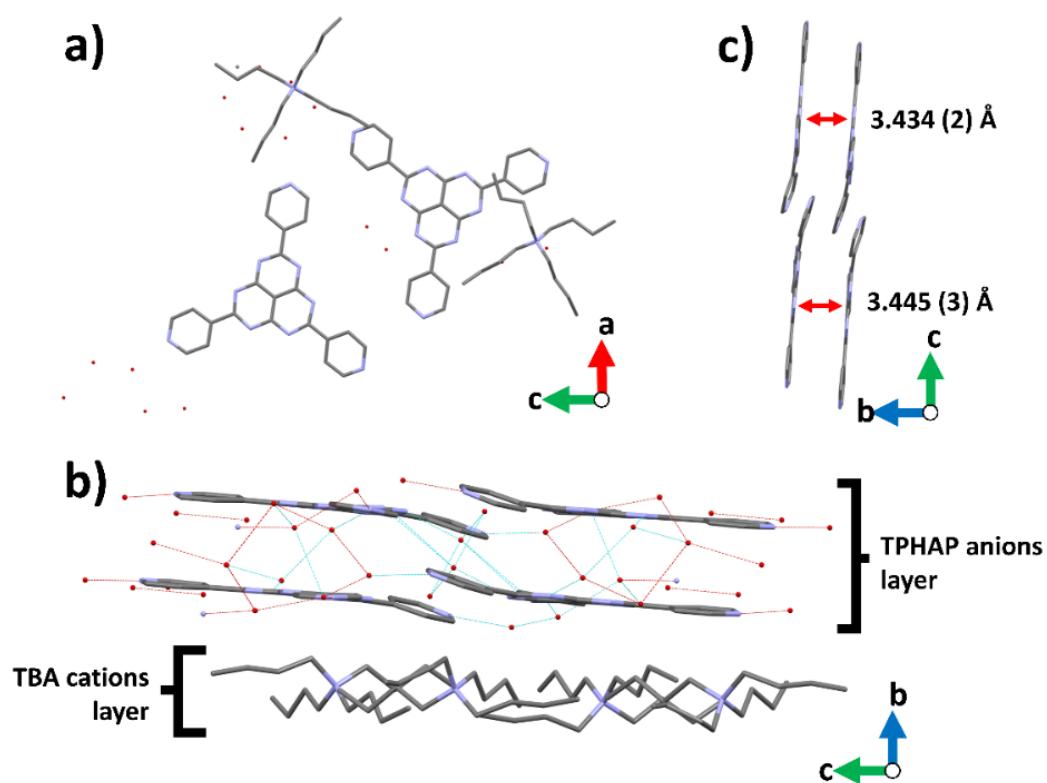 a)
c)
3.434 (2) Å
3.445 (3) Å
a
c
c
b
b)
TPHAP anions
layer
TBA cations
layer
b
c